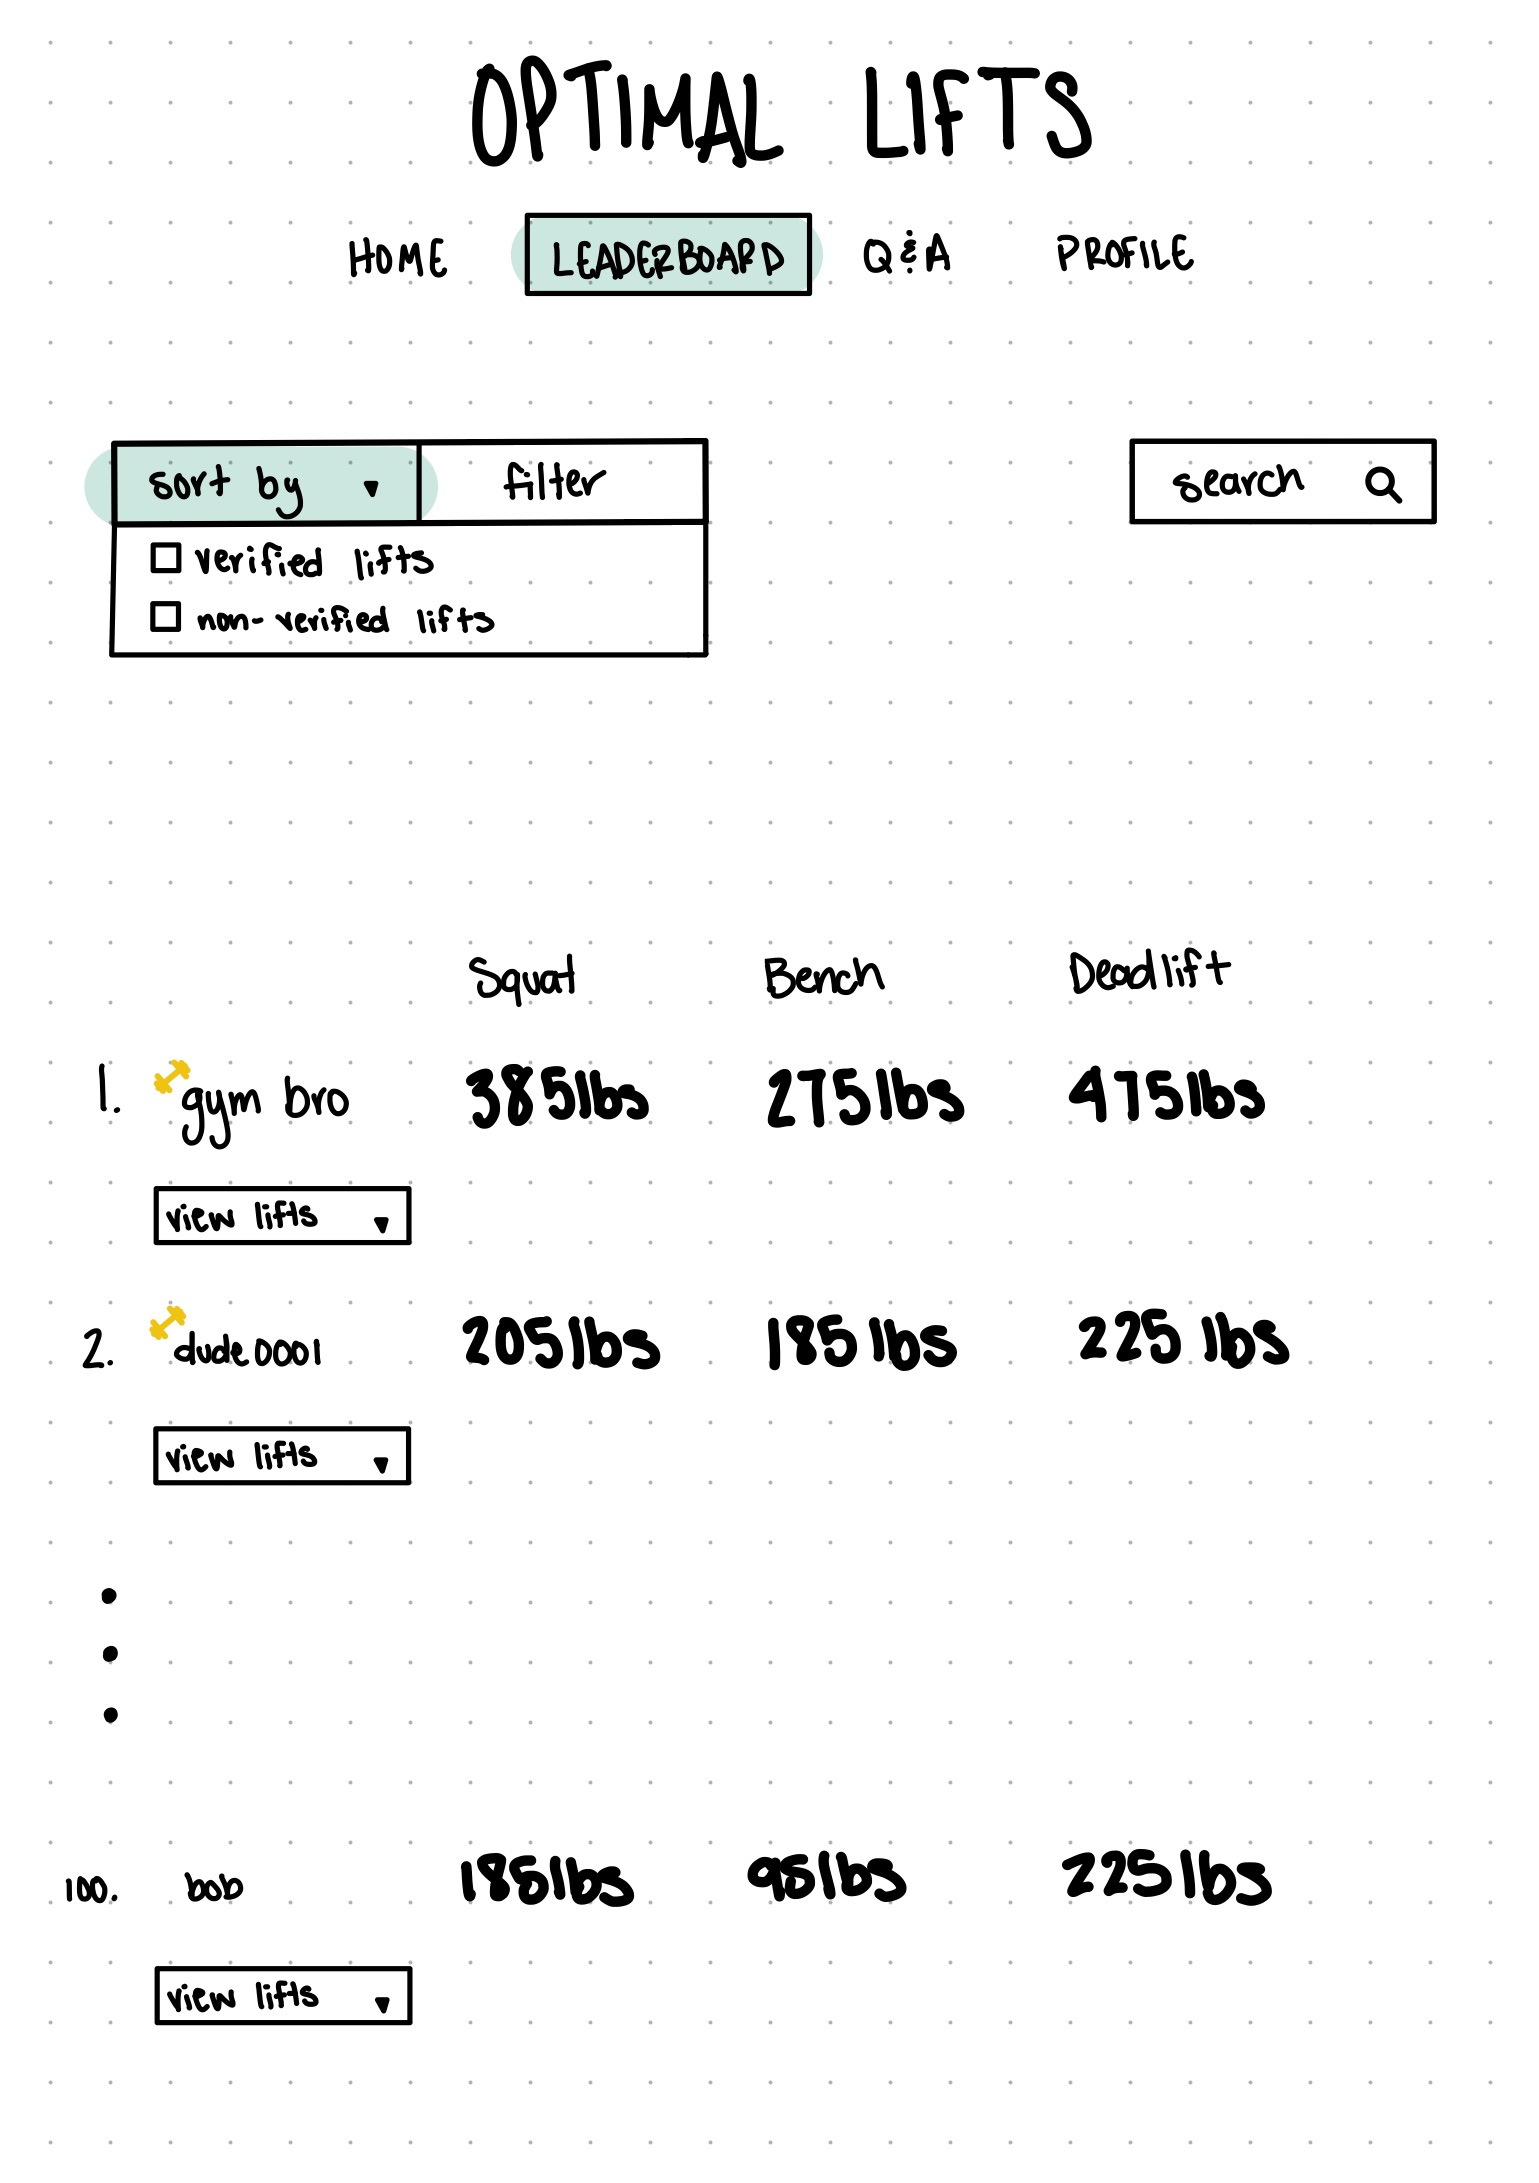 OPTIMAL LIFTS
HOME LEADERBOARD Q & A PROFILE
sort by filter search
verified lifts
non-verified lifts
Squat Bench Deadlift
1. gym bro 385lbs 275lbs 475lbs
view lifts
2. dude0001 205lbs 185lbs 225 lbs
view lifts
100. bob 185lbs 95lbs 225lbs
view lifts